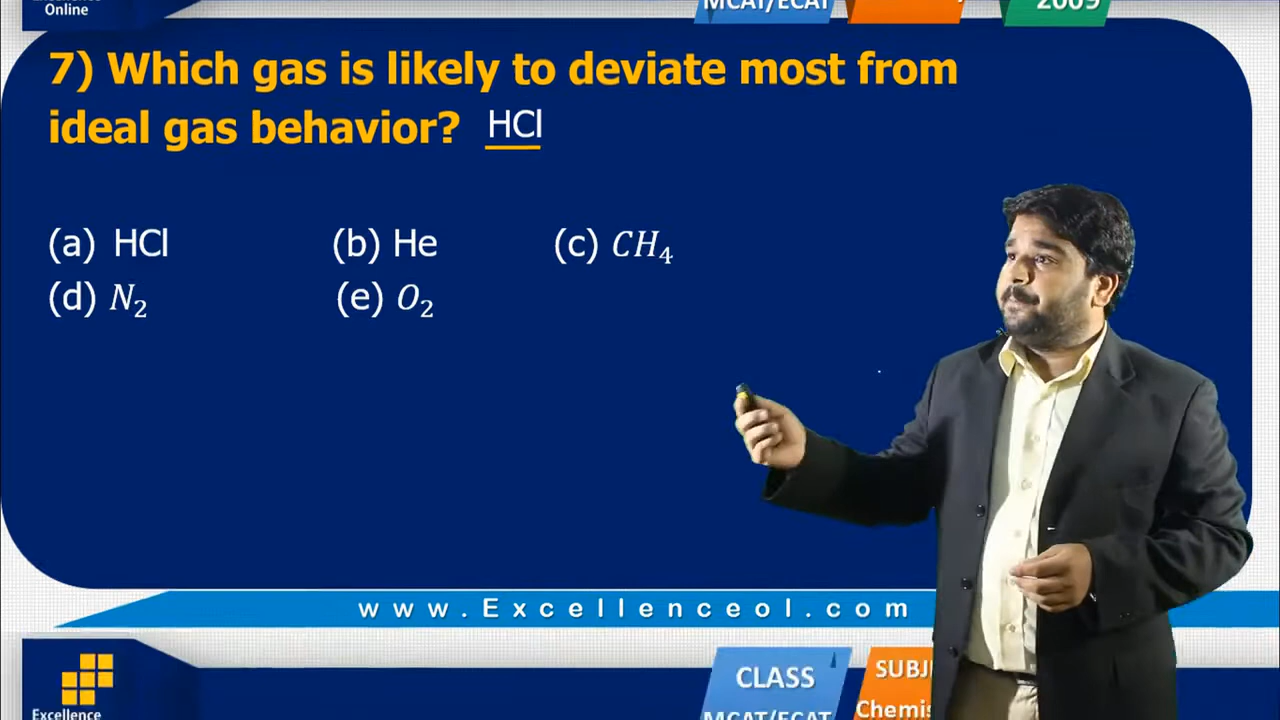 Online
MCAT/ECAT
2009
7) Which gas is likely to deviate most from
ideal gas behavior? HCl
(a) HCl (b) He (c) CH₄
(d) N₂ (e) O₂
www.Excellenceol.com
CLASS
MCAT/ECAT
Excellence